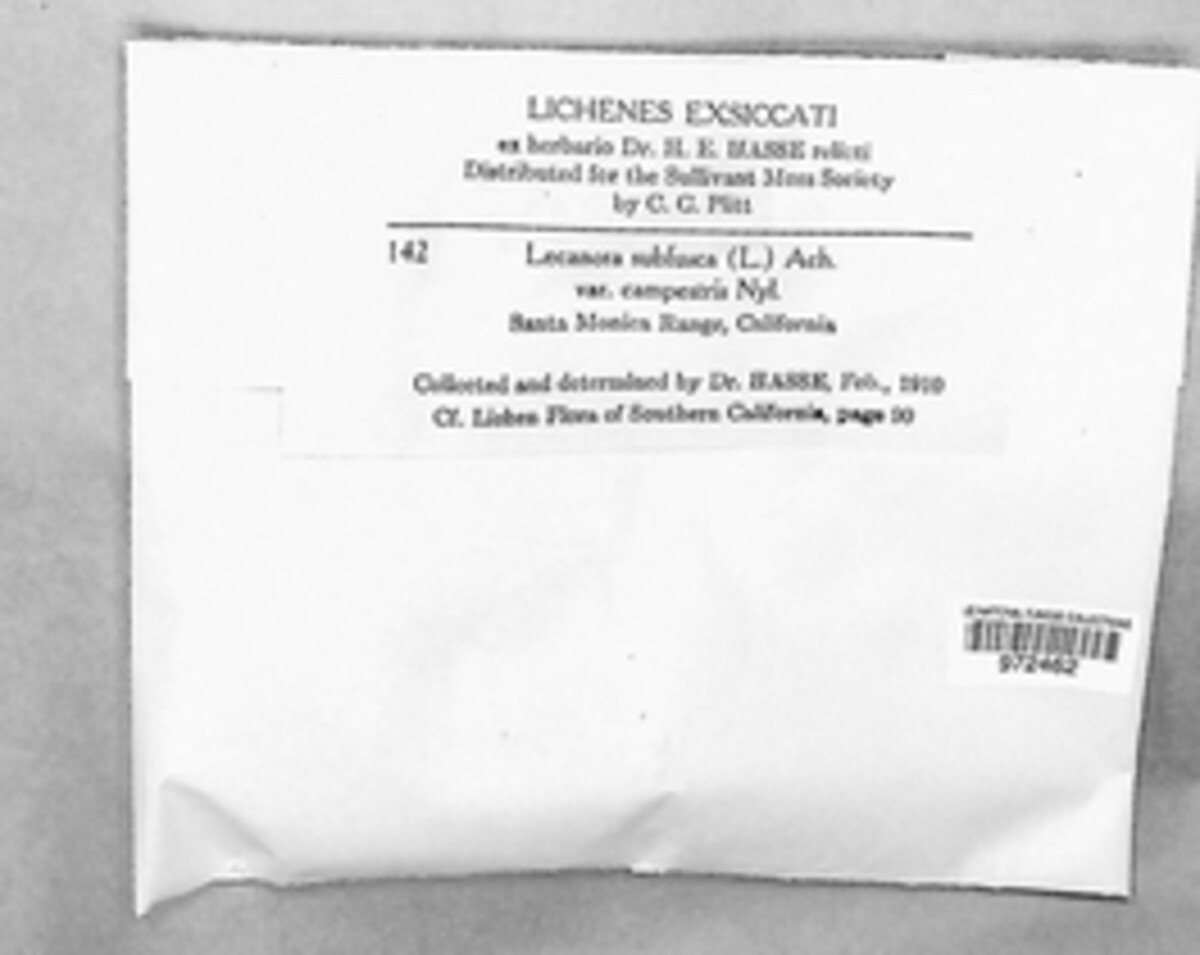 LICHENES EXSICCATI
ex herbario Dr. H. E. HASSE relicti
Distributed for the Sullivant Moss Society
by C. C. Plitt
142 Lecanora subfusca (L.) Ach.
var. campestris Nyl.
Santa Monica Range, California
Collected and determined by Dr. HASSE, Feb., 1910
Cf. Lichen Flora of Southern California, page
972462